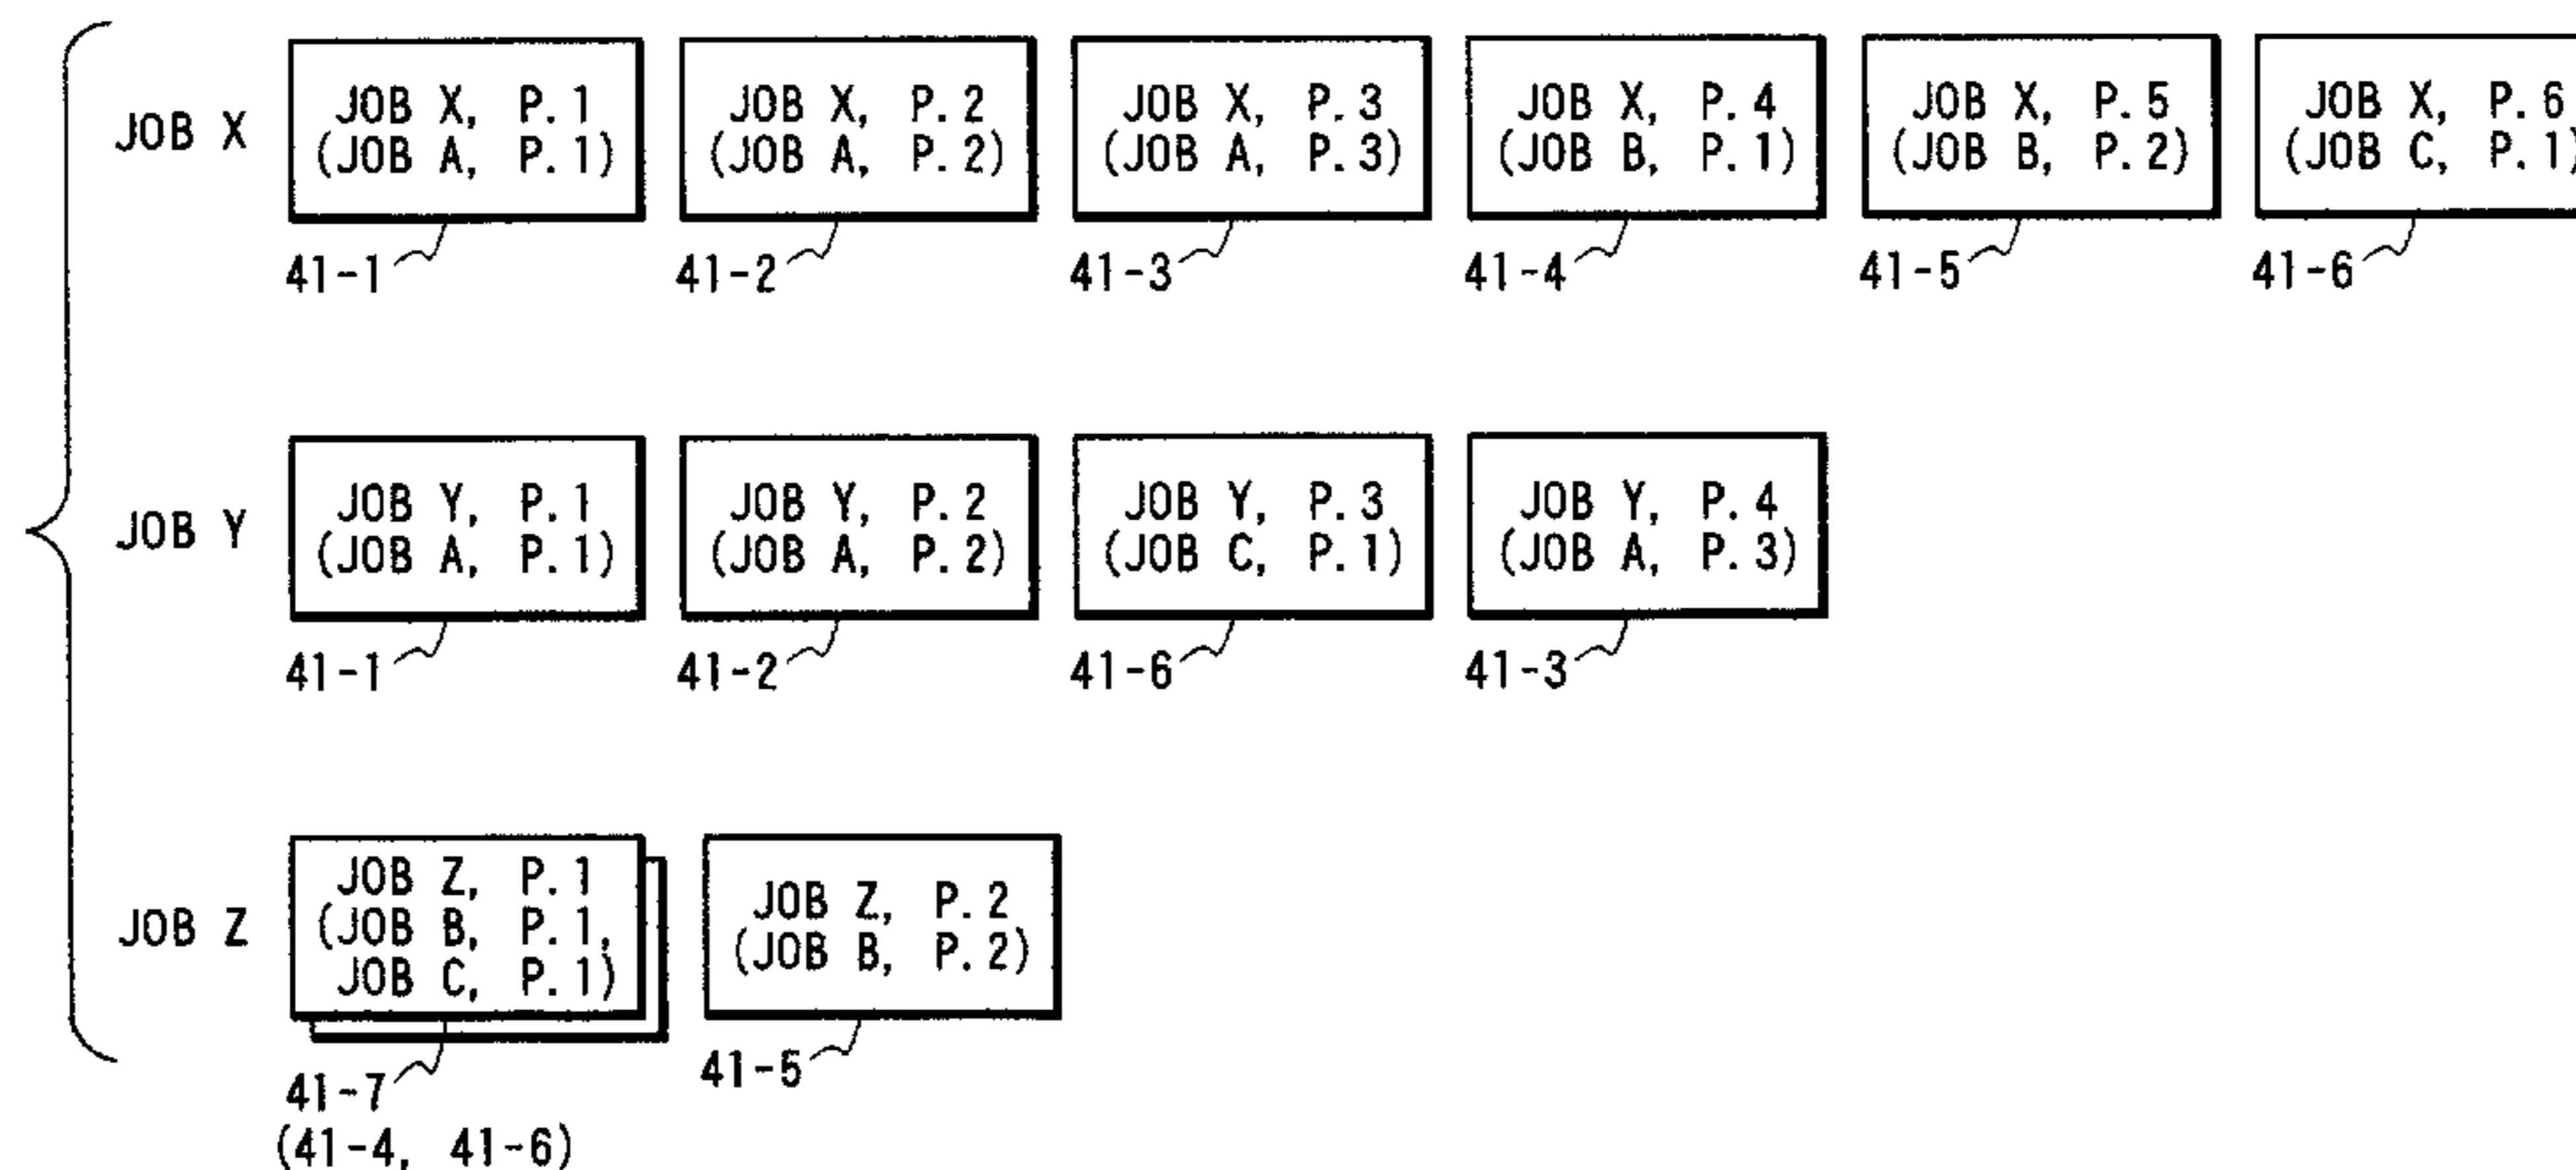 JOB X
JOB X, P. 1
(JOB A, P. 1)
41-1
JOB X, P. 2
(JOB A, P. 2)
41-2
JOB X, P. 3
(JOB A, P. 3)
41-3
JOB X, P. 4
(JOB B, P. 1)
41-4
JOB X, P. 5
(JOB B, P. 2)
41-5
JOB X, P. 6
(JOB C, P. 1)
41-6
JOB Y
JOB Y, P. 1
(JOB A, P. 1)
41-1
JOB Y, P. 2
(JOB A, P. 2)
41-2
JOB Y, P. 3
(JOB C, P. 1)
41-6
JOB Y, P. 4
(JOB A, P. 3)
41-3
JOB Z
JOB Z, P. 1
(JOB B, P. 1,
JOB C, P. 1)
41-7
(41-4, 41-6)
JOB Z, P. 2
(JOB B, P. 2)
41-5